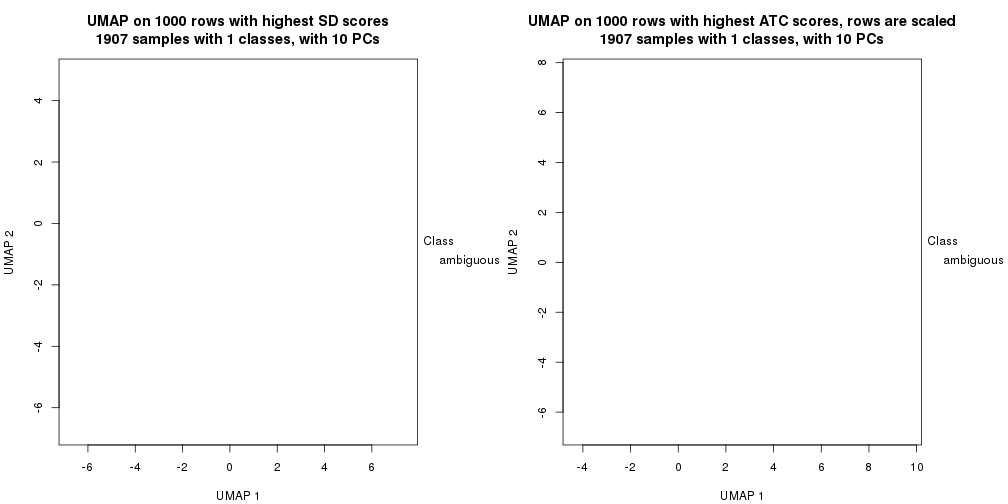 UMAP on 1000 rows with highest SD scores
1907 samples with 1 classes, with 10 PCs
4
2
0
-2
-4
-6
UMAP 2
-6 -4 -2 0 2 4 6
UMAP 1
Class
ambiguous
UMAP on 1000 rows with highest ATC scores, rows are scaled
1907 samples with 1 classes, with 10 PCs
8
6
4
2
0
-2
-4
-6
UMAP 2
-4 -2 0 2 4 6 8 10
UMAP 1
Class
ambiguous